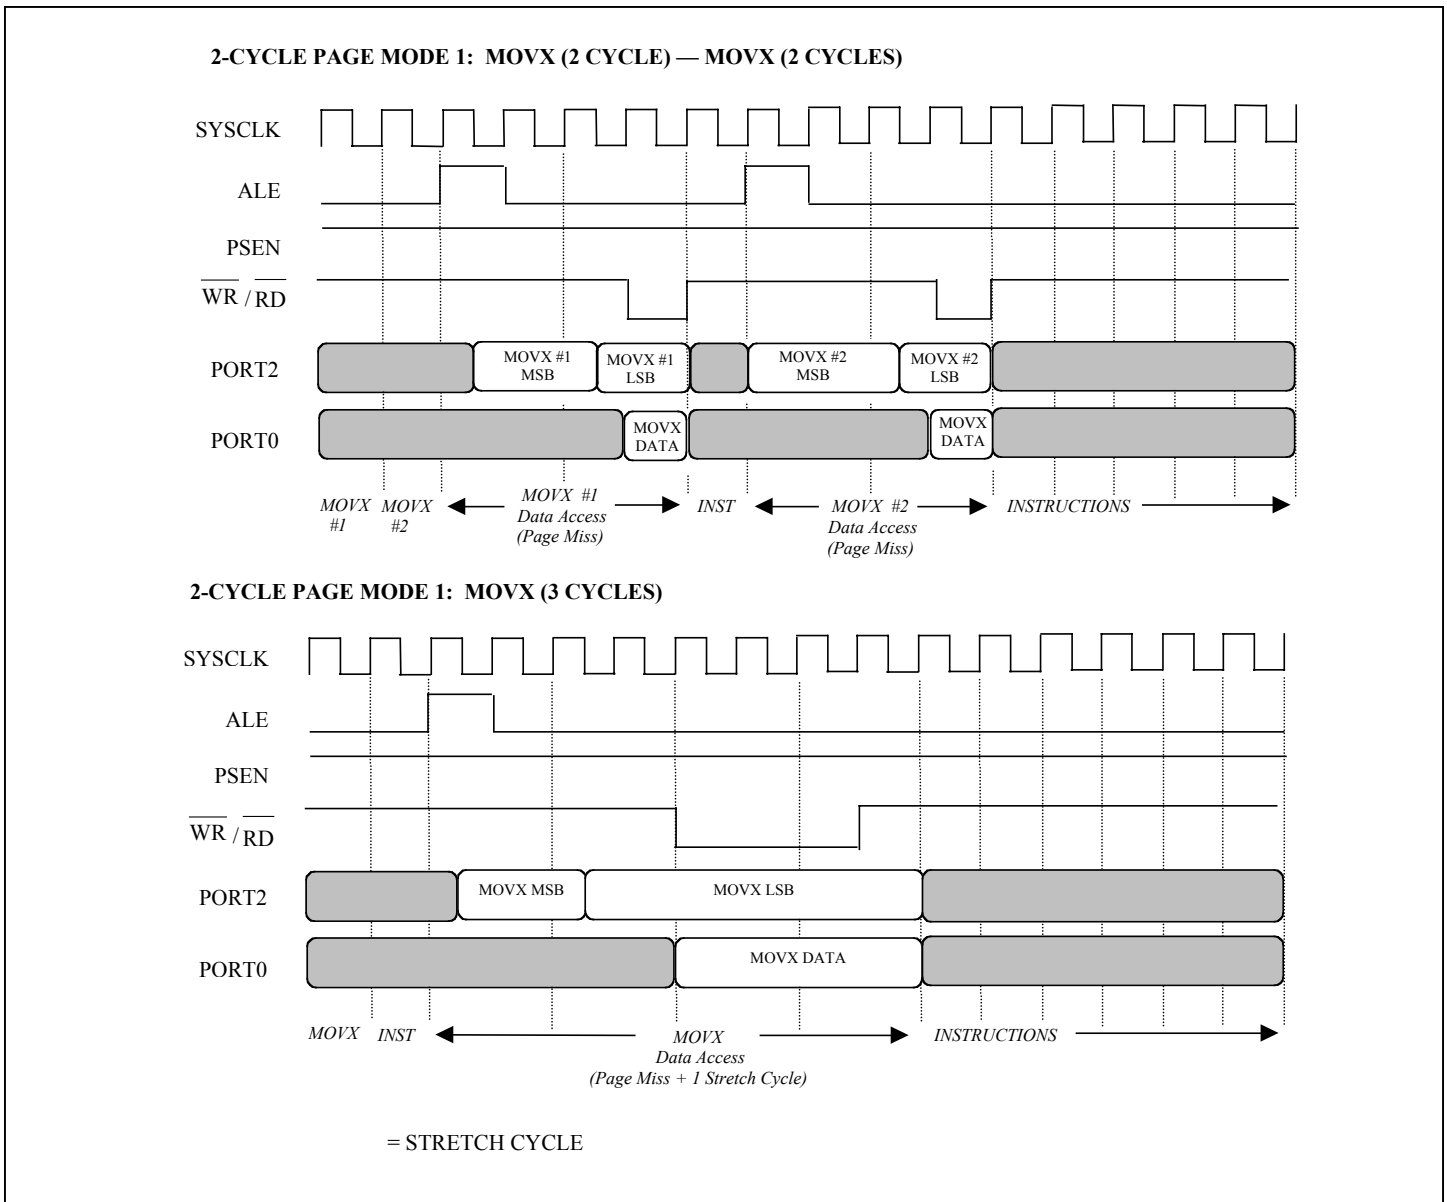 2-CYCLE PAGE MODE 1: MOVX (2 CYCLE) — MOVX (2 CYCLES)
SYSCLK
ALE
PSEN
WR / RD
PORT2
MOVX #1
MSB
MOVX #1
LSB
MOVX #2
MSB
MOVX #2
LSB
PORT0
MOVX
DATA
MOVX
DATA
MOVX
#1
MOVX
#2
MOVX #1
Data Access
(Page Miss)
INST
MOVX #2
Data Access
(Page Miss)
INSTRUCTIONS
2-CYCLE PAGE MODE 1: MOVX (3 CYCLES)
SYSCLK
ALE
PSEN
WR / RD
PORT2
MOVX MSB
MOVX LSB
PORT0
MOVX DATA
MOVX
INST
MOVX
Data Access
(Page Miss + 1 Stretch Cycle)
INSTRUCTIONS
= STRETCH CYCLE